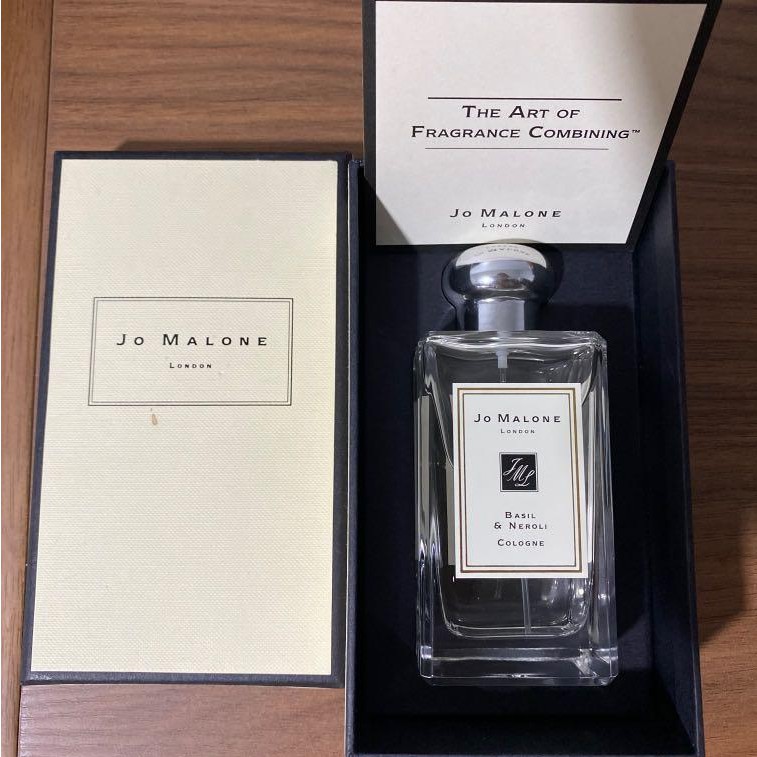 JO MALONE
LONDON
THE ART OF
FRAGRANCE COMBINING™
JO MALONE
LONDON
JO MALONE
LONDON
JML
BASIL
& NEROLI
COLOGNE